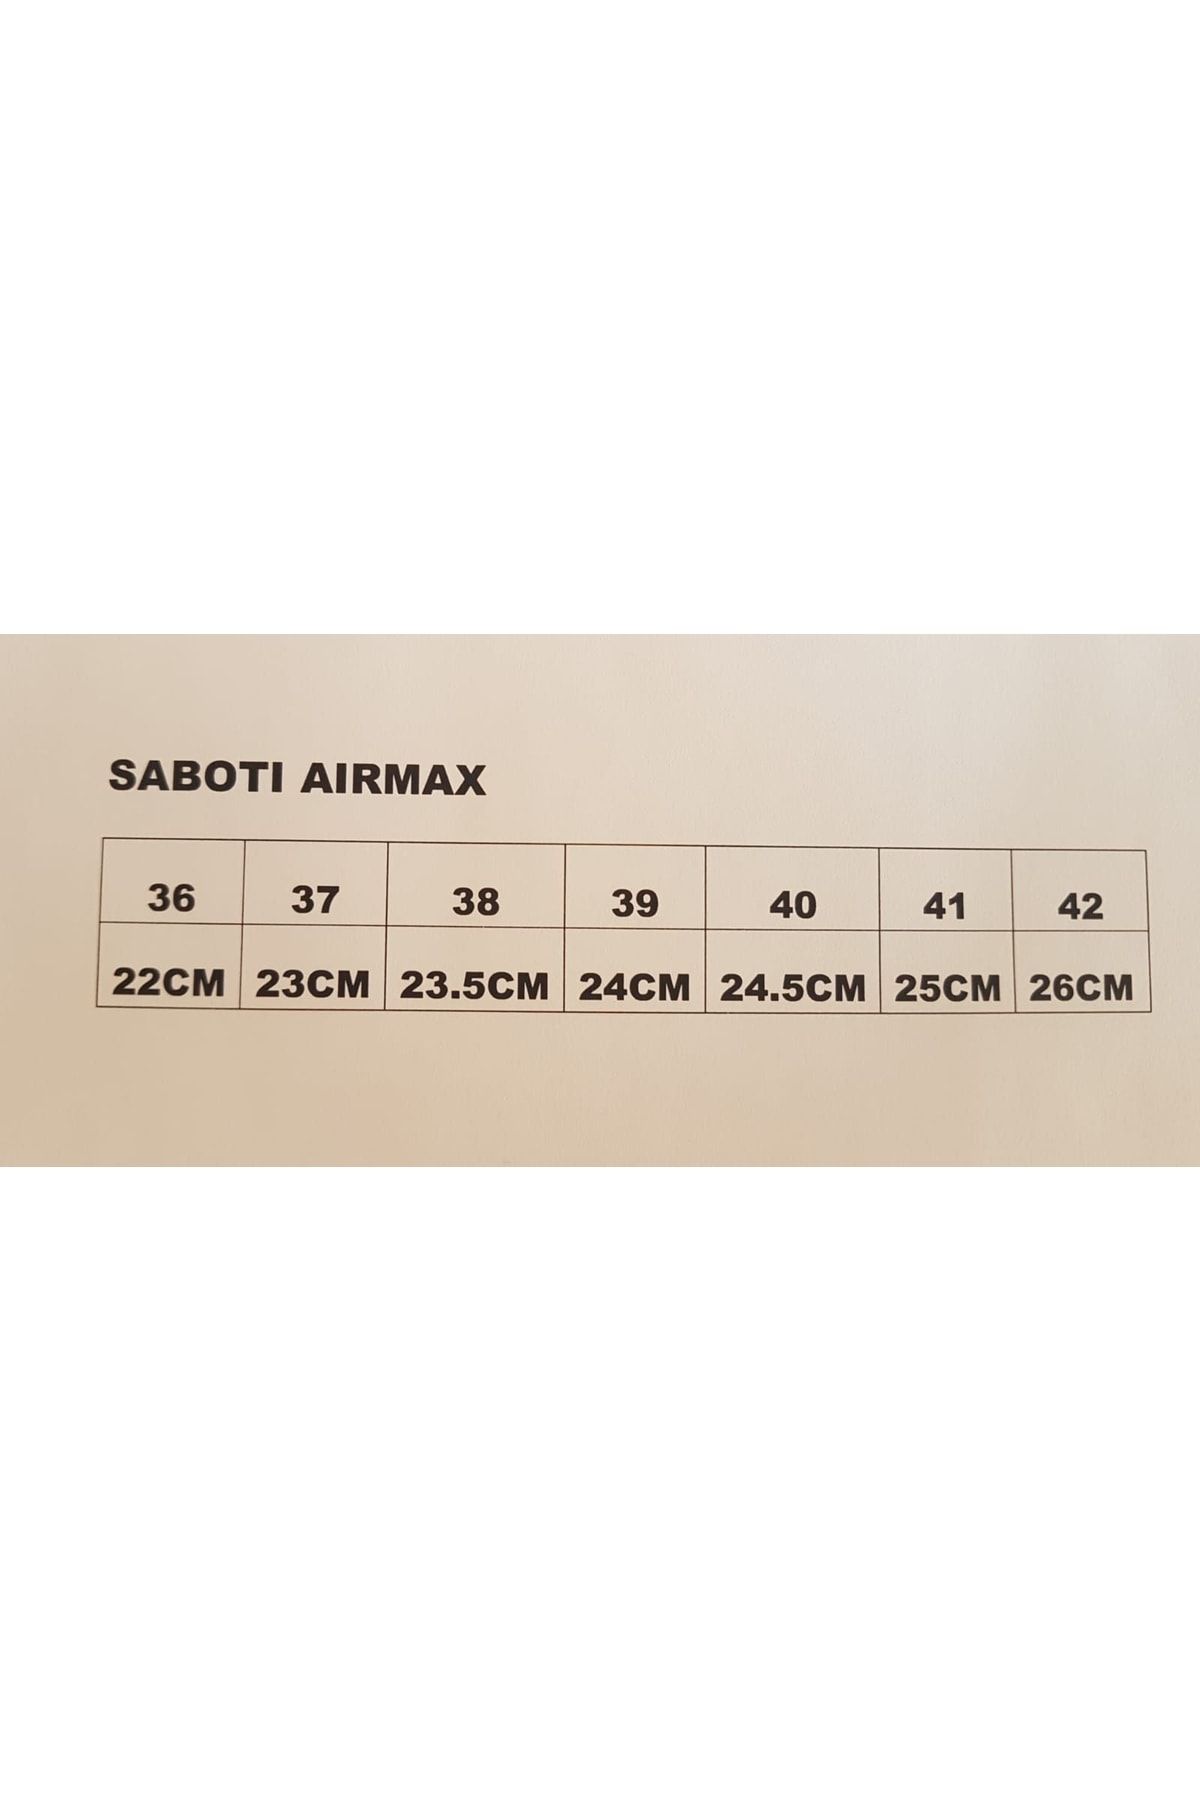 SABOTI AIRMAX
36 37 38 39 40 41 42
22CM 23CM 23.5CM 24CM 24.5CM 25CM 26CM